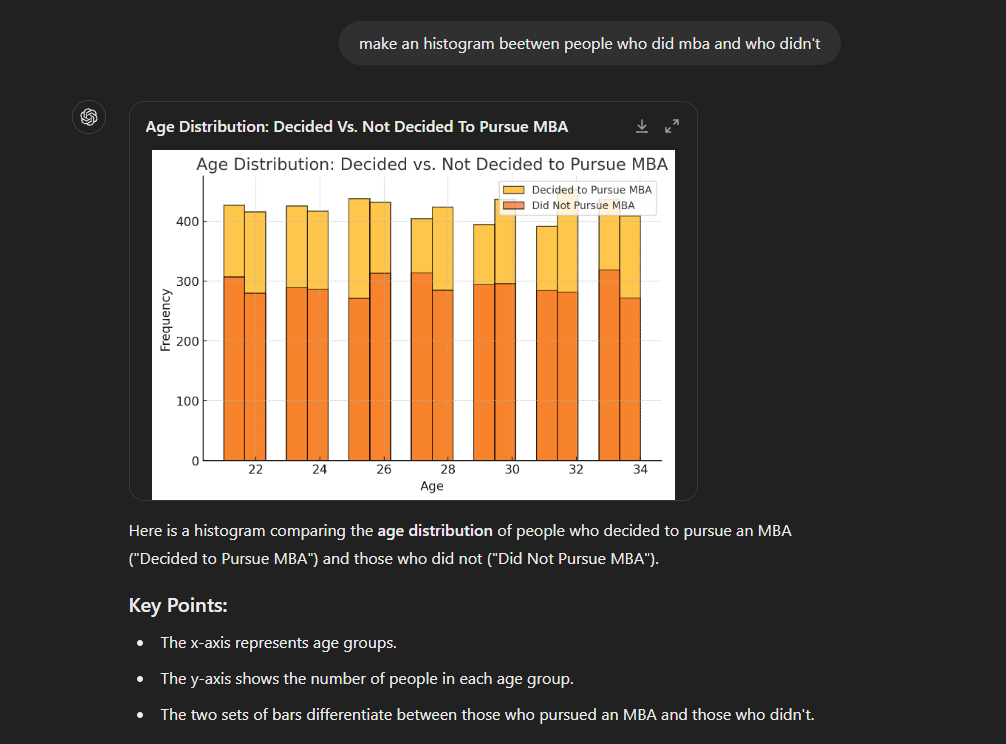 make an histogram beetwen people who did mba and who didn't
Age Distribution: Decided Vs. Not Decided To Pursue MBA
Age Distribution: Decided vs. Not Decided to Pursue MBA
Decided to Pursue MBA
Did Not Pursue MBA
400
300
200
100
0
Frequency
22 24 26 28 30 32 34
Age
Here is a histogram comparing the age distribution of people who decided to pursue an MBA
("Decided to Pursue MBA") and those who did not ("Did Not Pursue MBA").
Key Points:
• The x-axis represents age groups.
• The y-axis shows the number of people in each age group.
• The two sets of bars differentiate between those who pursued an MBA and those who didn't.